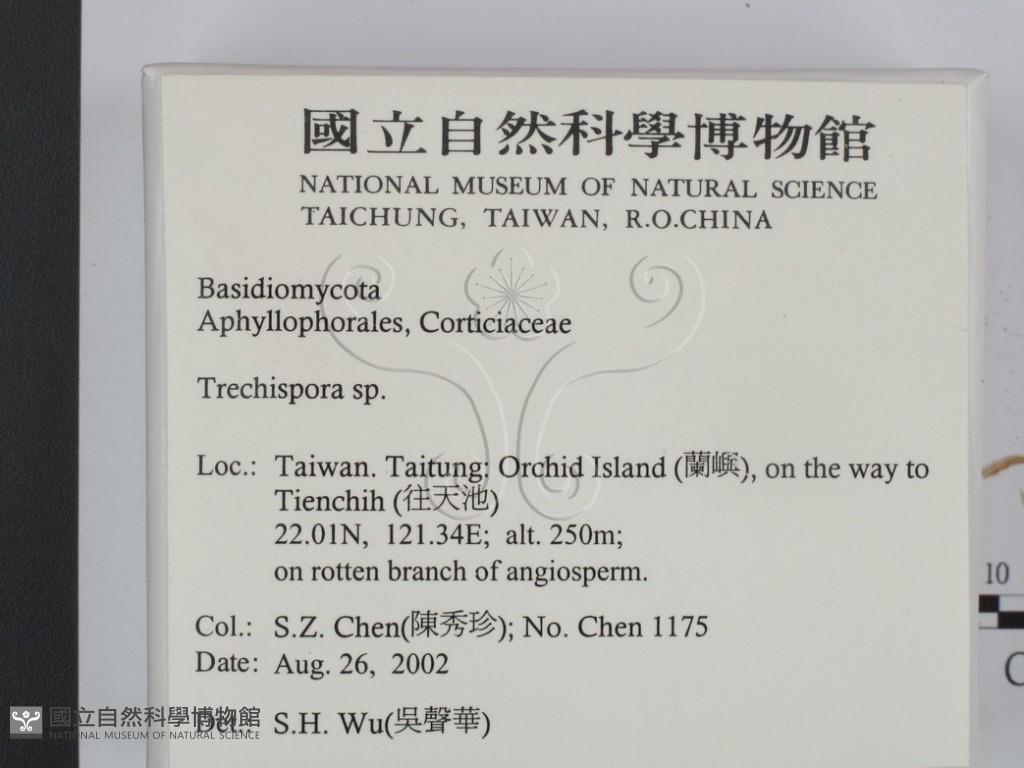 國立自然科學博物館
NATIONAL MUSEUM OF NATURAL SCIENCE
TAICHUNG, TAIWAN, R.O.CHINA
Basidiomycota
Aphyllophorales, Corticiaceae
Trechispora sp.
Loc.: Taiwan. Taitung: Orchid Island (蘭嶼), on the way to
Tienchih (往天池)
22.01N, 121.34E; alt. 250m;
on rotten branch of angiosperm.
10
Col.: S.Z. Chen(陳秀珍); No. Chen 1175
Date: Aug. 26, 2002
Det.: S.H. Wu(吳聲華)
國立自然科學博物館
NATIONAL MUSEUM OF NATURAL SCIENCE